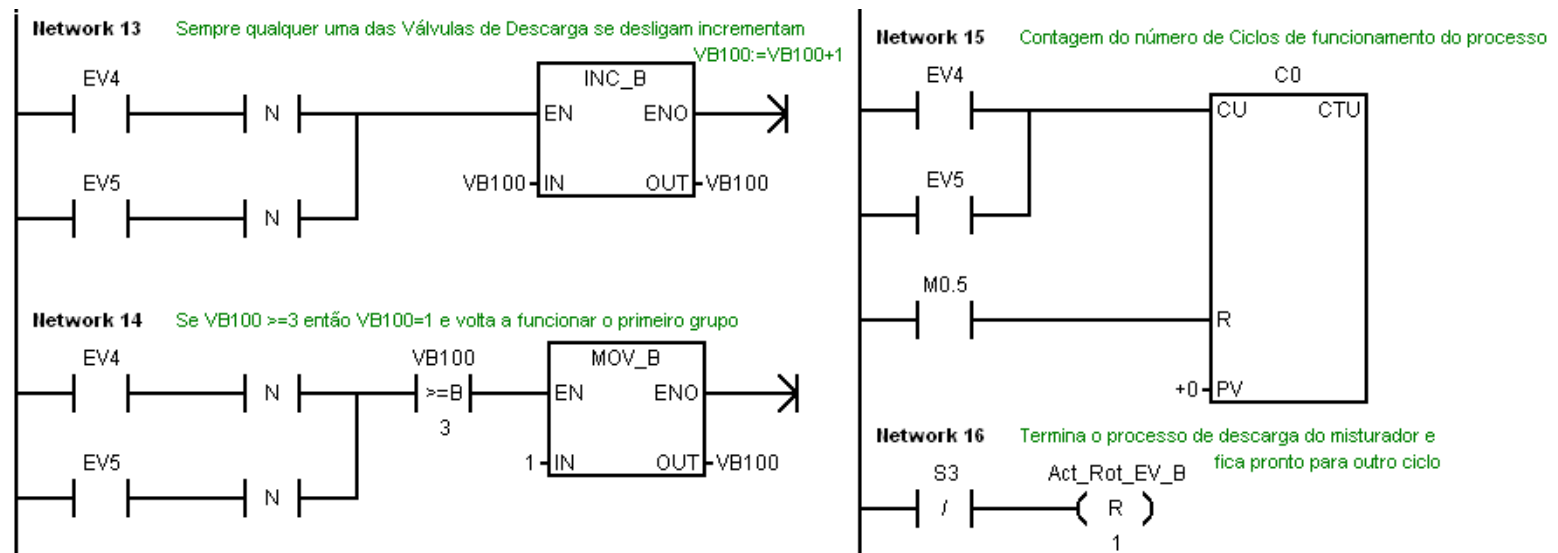 Network 13 Sempre qualquer uma das Válvulas de Descarga se desligam incrementam
VB100:=VB100+1
EV4
N
INC_B
EN ENO
EV5
N
VB100 IN OUT VB100
Network 14 Se VB100 >=3 então VB100=1 e volta a funcionar o primeiro grupo
EV4
N
VB100
>=B
3
MOV_B
EN ENO
EV5
N
1 IN OUT VB100
Network 15 Contagem do número de Ciclos de funcionamento do processo
EV4
C0
CU CTU
EV5
M0.5
R
+0 PV
Network 16 Termina o processo de descarga do misturador e
fica pronto para outro ciclo
S3
/
Act_Rot_EV_B
R
1